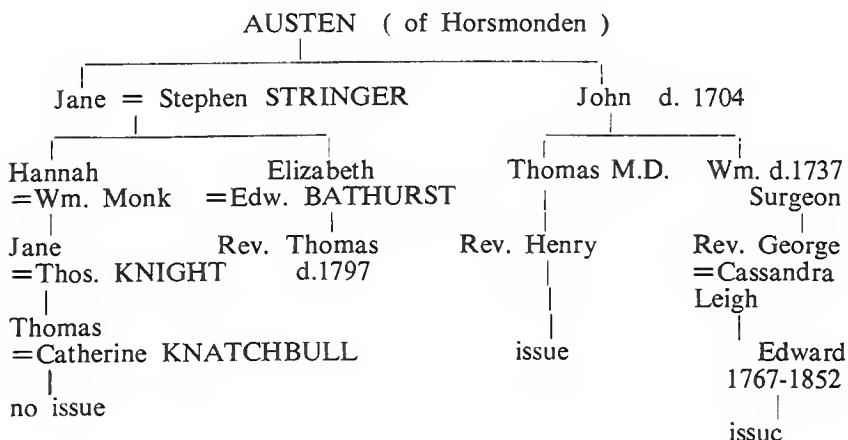 AUSTEN ( of Horsmonden )
Jane = Stephen STRINGER John d. 1704
Hannah Elizabeth Thomas M.D. Wm. d.1737
=Wm. Monk =Edw. BATHURST Surgeon
Jane Rev. Thomas Rev. Henry Rev. George
=Thos. KNIGHT d.1797 =Cassandra
Leigh
Thomas
=Catherine KNATCHBULL issue Edward
1767-1852
no issue
issuc